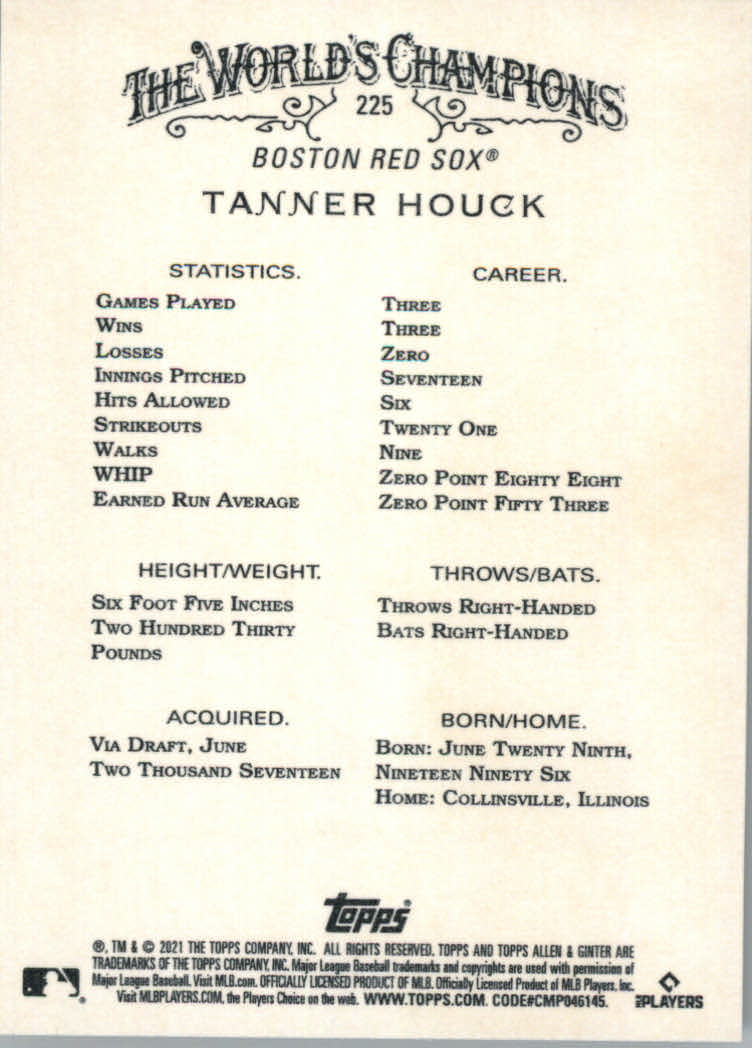 THE WORLD'S CHAMPIONS
225
BOSTON RED SOX®
TANNER HOUCK
STATISTICS.
GAMES PLAYED
WINS
LOSSES
INNINGS PITCHED
HITS ALLOWED
STRIKEOUTS
WALKS
WHIP
EARNED RUN AVERAGE
CAREER.
THREE
THREE
ZERO
SEVENTEEN
SIX
TWENTY ONE
NINE
ZERO POINT EIGHTY EIGHT
ZERO POINT FIFTY THREE
HEIGHT/WEIGHT.
SIX FOOT FIVE INCHES
TWO HUNDRED THIRTY
POUNDS
THROWS/BATS.
THROWS RIGHT-HANDED
BATS RIGHT-HANDED
ACQUIRED.
VIA DRAFT, JUNE
TWO THOUSAND SEVENTEEN
BORN/HOME.
BORN: JUNE TWENTY NINTH,
NINETEEN NINETY SIX
HOME: COLLINSVILLE, ILLINOIS
Topps®
®, TM & © 2021 THE TOPPS COMPANY, INC. ALL RIGHTS RESERVED. TOPPS AND TOPPS ALLEN & GINTER ARE
TRADEMARKS OF THE TOPPS COMPANY, INC. Major League Baseball trademarks and copyrights are used with permission of
Major League Baseball. Visit MLB.com. OFFICIALLY LICENSED PRODUCT OF MLB. Officially Licensed Product of MLB Players, Inc.
Visit MLBPLAYERS.COM, the Players Choice on the web. WWW.TOPPS.COM. CODE#CMP046145.
MLBPLAYERS